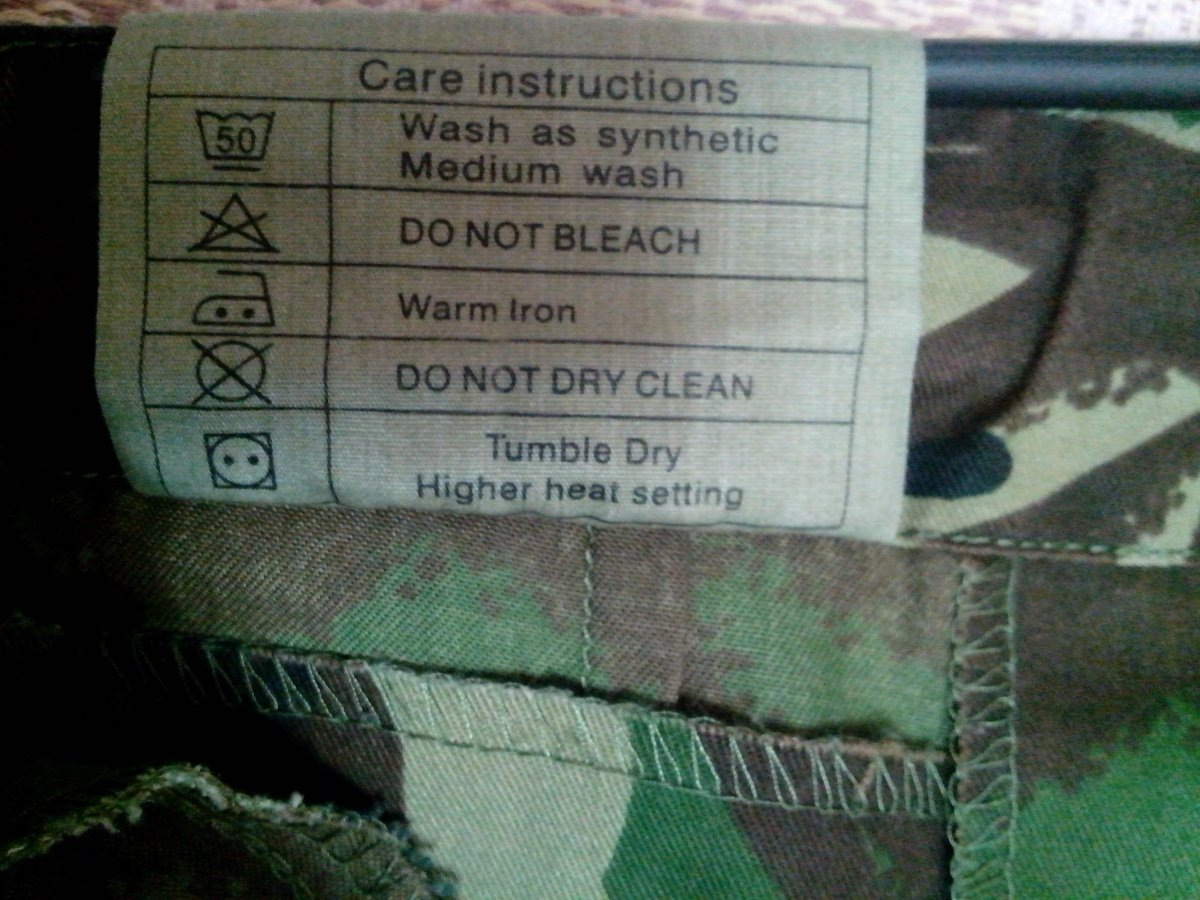 Care instructions
50
Wash as synthetic
Medium wash
DO NOT BLEACH
Warm Iron
DO NOT DRY CLEAN
Tumble Dry
Higher heat setting